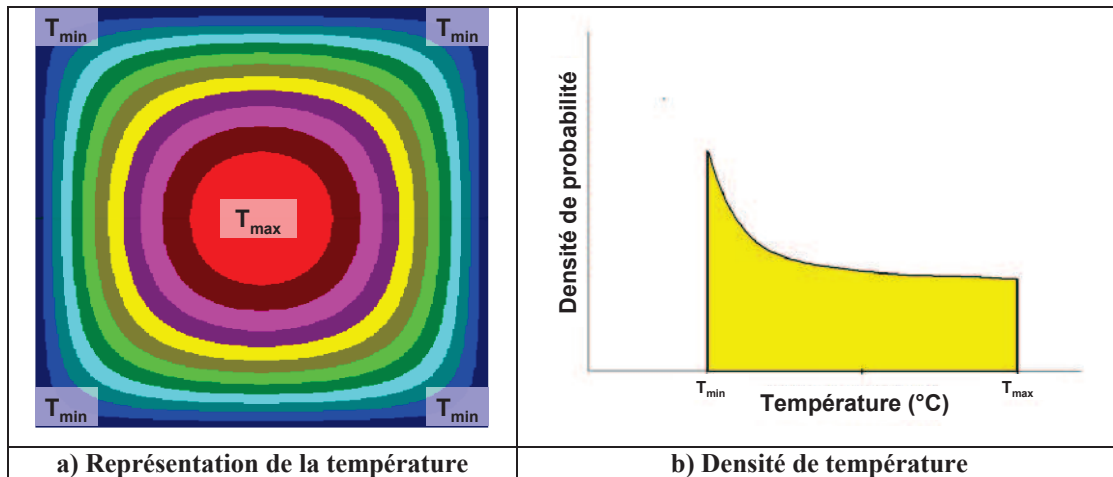 Tmin
Tmin
Tmax
Tmin
Tmin
a) Représentation de la température
Densité de probabilité
Tmin
Tmax
Température (°C)
b) Densité de température